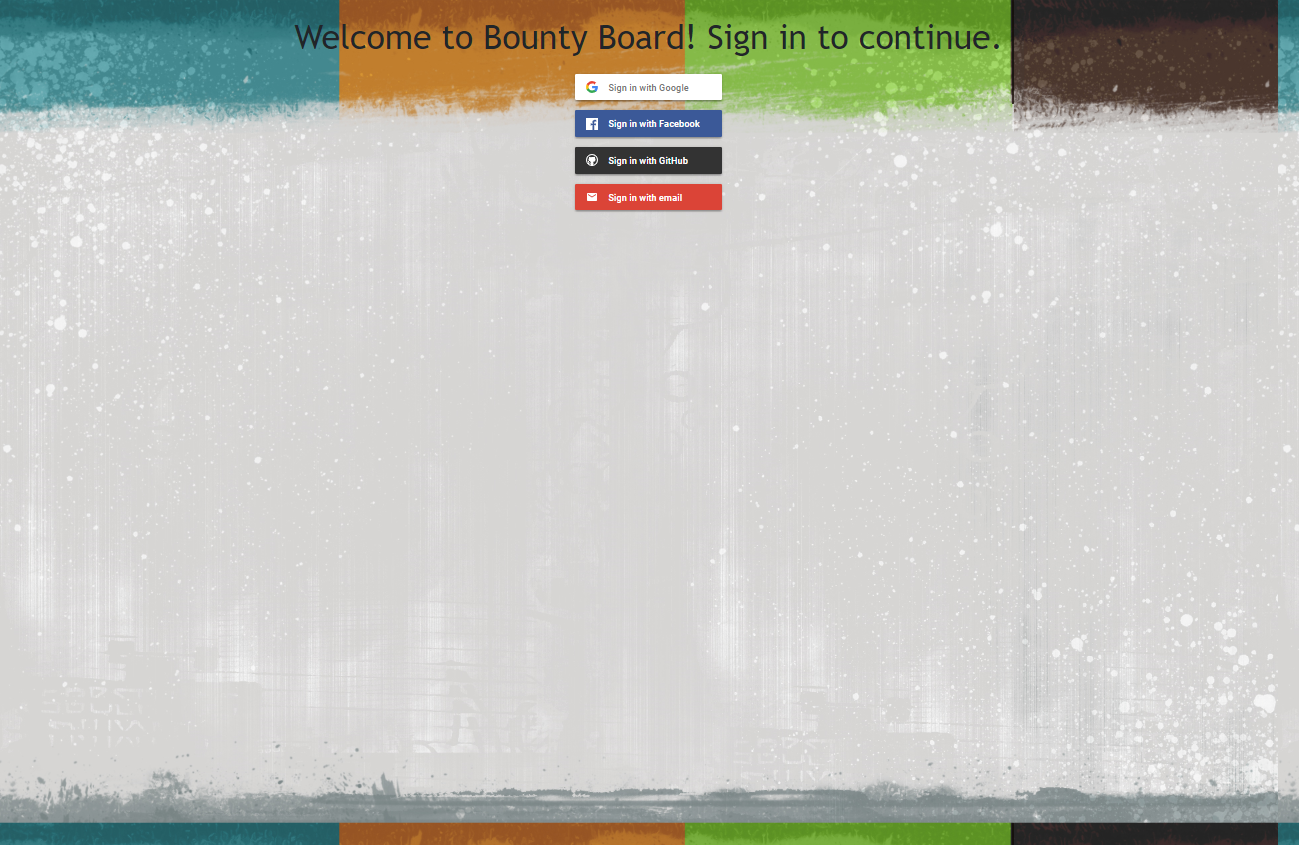 Welcome to Bounty Board! Sign in to continue.
Sign in with Google
Sign in with Facebook
Sign in with GitHub
Sign in with email